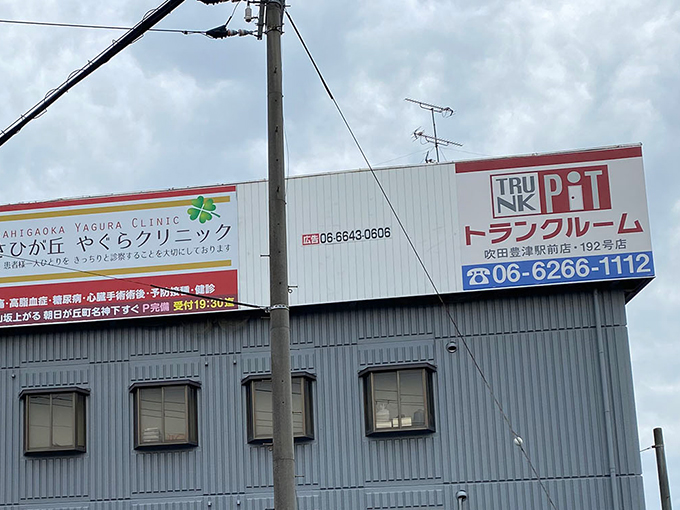 AHIGAOKA YAGURA CLINIC
さひが丘 やぐらクリニック
患者様一人ひとりを きっちりと診察することを大切にしております
・高脂血症・糖尿病・心臓手術術後・予防接種・健診
坂上がる 朝日が丘町名神下すぐ P完備 受付19:30迄
広告 06-6643-0606
TRUNK PiT
トランクルーム
吹田豊津駅前店・192号店
☎06-6266-1112